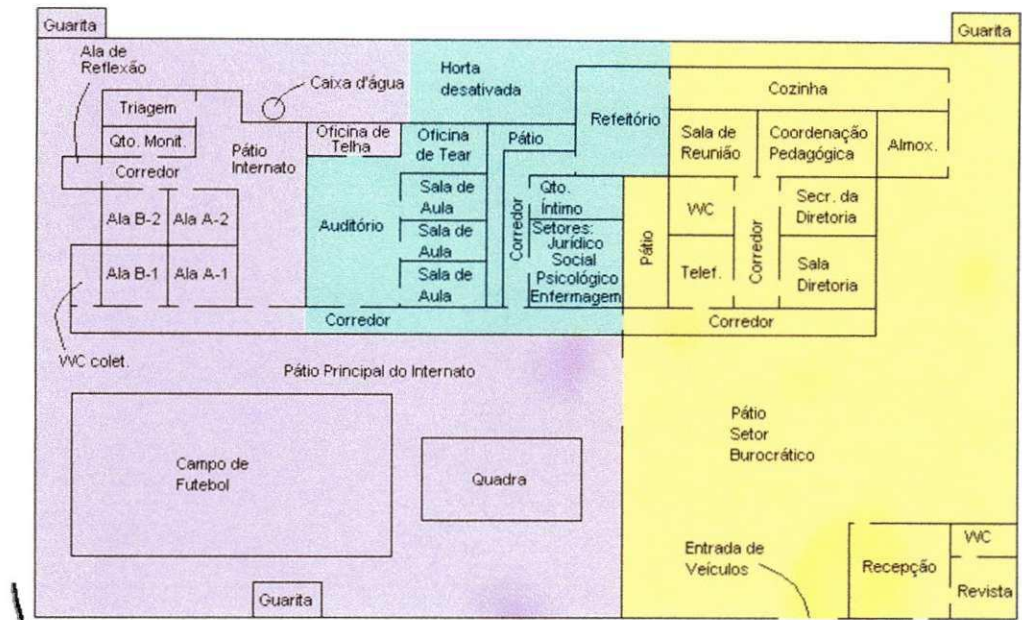 Guarita
Guarita
Ala de
Reflexão
Caixa d'água
Horta
desativada
Triagem
Qto. Monit.
Corredor
Pátio
Internato
Oficina de
Telha
Oficina
de Tear
Pátio
Refeitório
Cozinha
Sala de
Reunião
Coordenação
Pedagógica
Almox.
Ala B-2
Ala A-2
Ala B-1
Ala A-1
Auditório
Sala de
Aula
Sala de
Aula
Sala de
Aula
Corredor
Qto.
Íntimo
Setores:
Jurídico
Social
Psicológico
Enfermagem
Pátio
WC
Telef.
Corredor
Secr. da
Diretoria
Sala
Diretoria
Corredor
Corredor
WC colet.
Pátio Principal do Internato
Campo de
Futebol
Quadra
Pátio
Setor
Burocrático
Guarita
Entrada de
Veículos
Recepção
WC
Revista